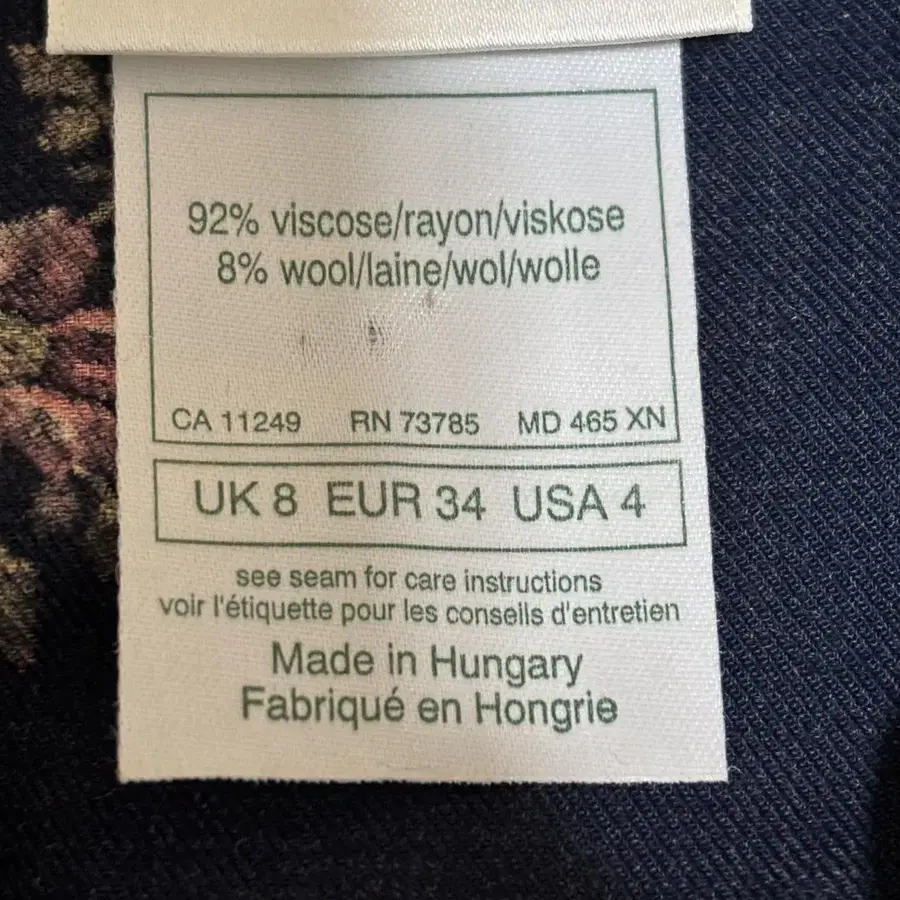 92% viscose/rayon/viskose
8% wool/laine/wol/wolle
CA 11249 RN 73785 MD 465 XN
UK 8 EUR 34 USA 4
see seam for care instructions
voir l'étiquette pour les conseils d'entretien
Made in Hungary
Fabriqué en Hongrie